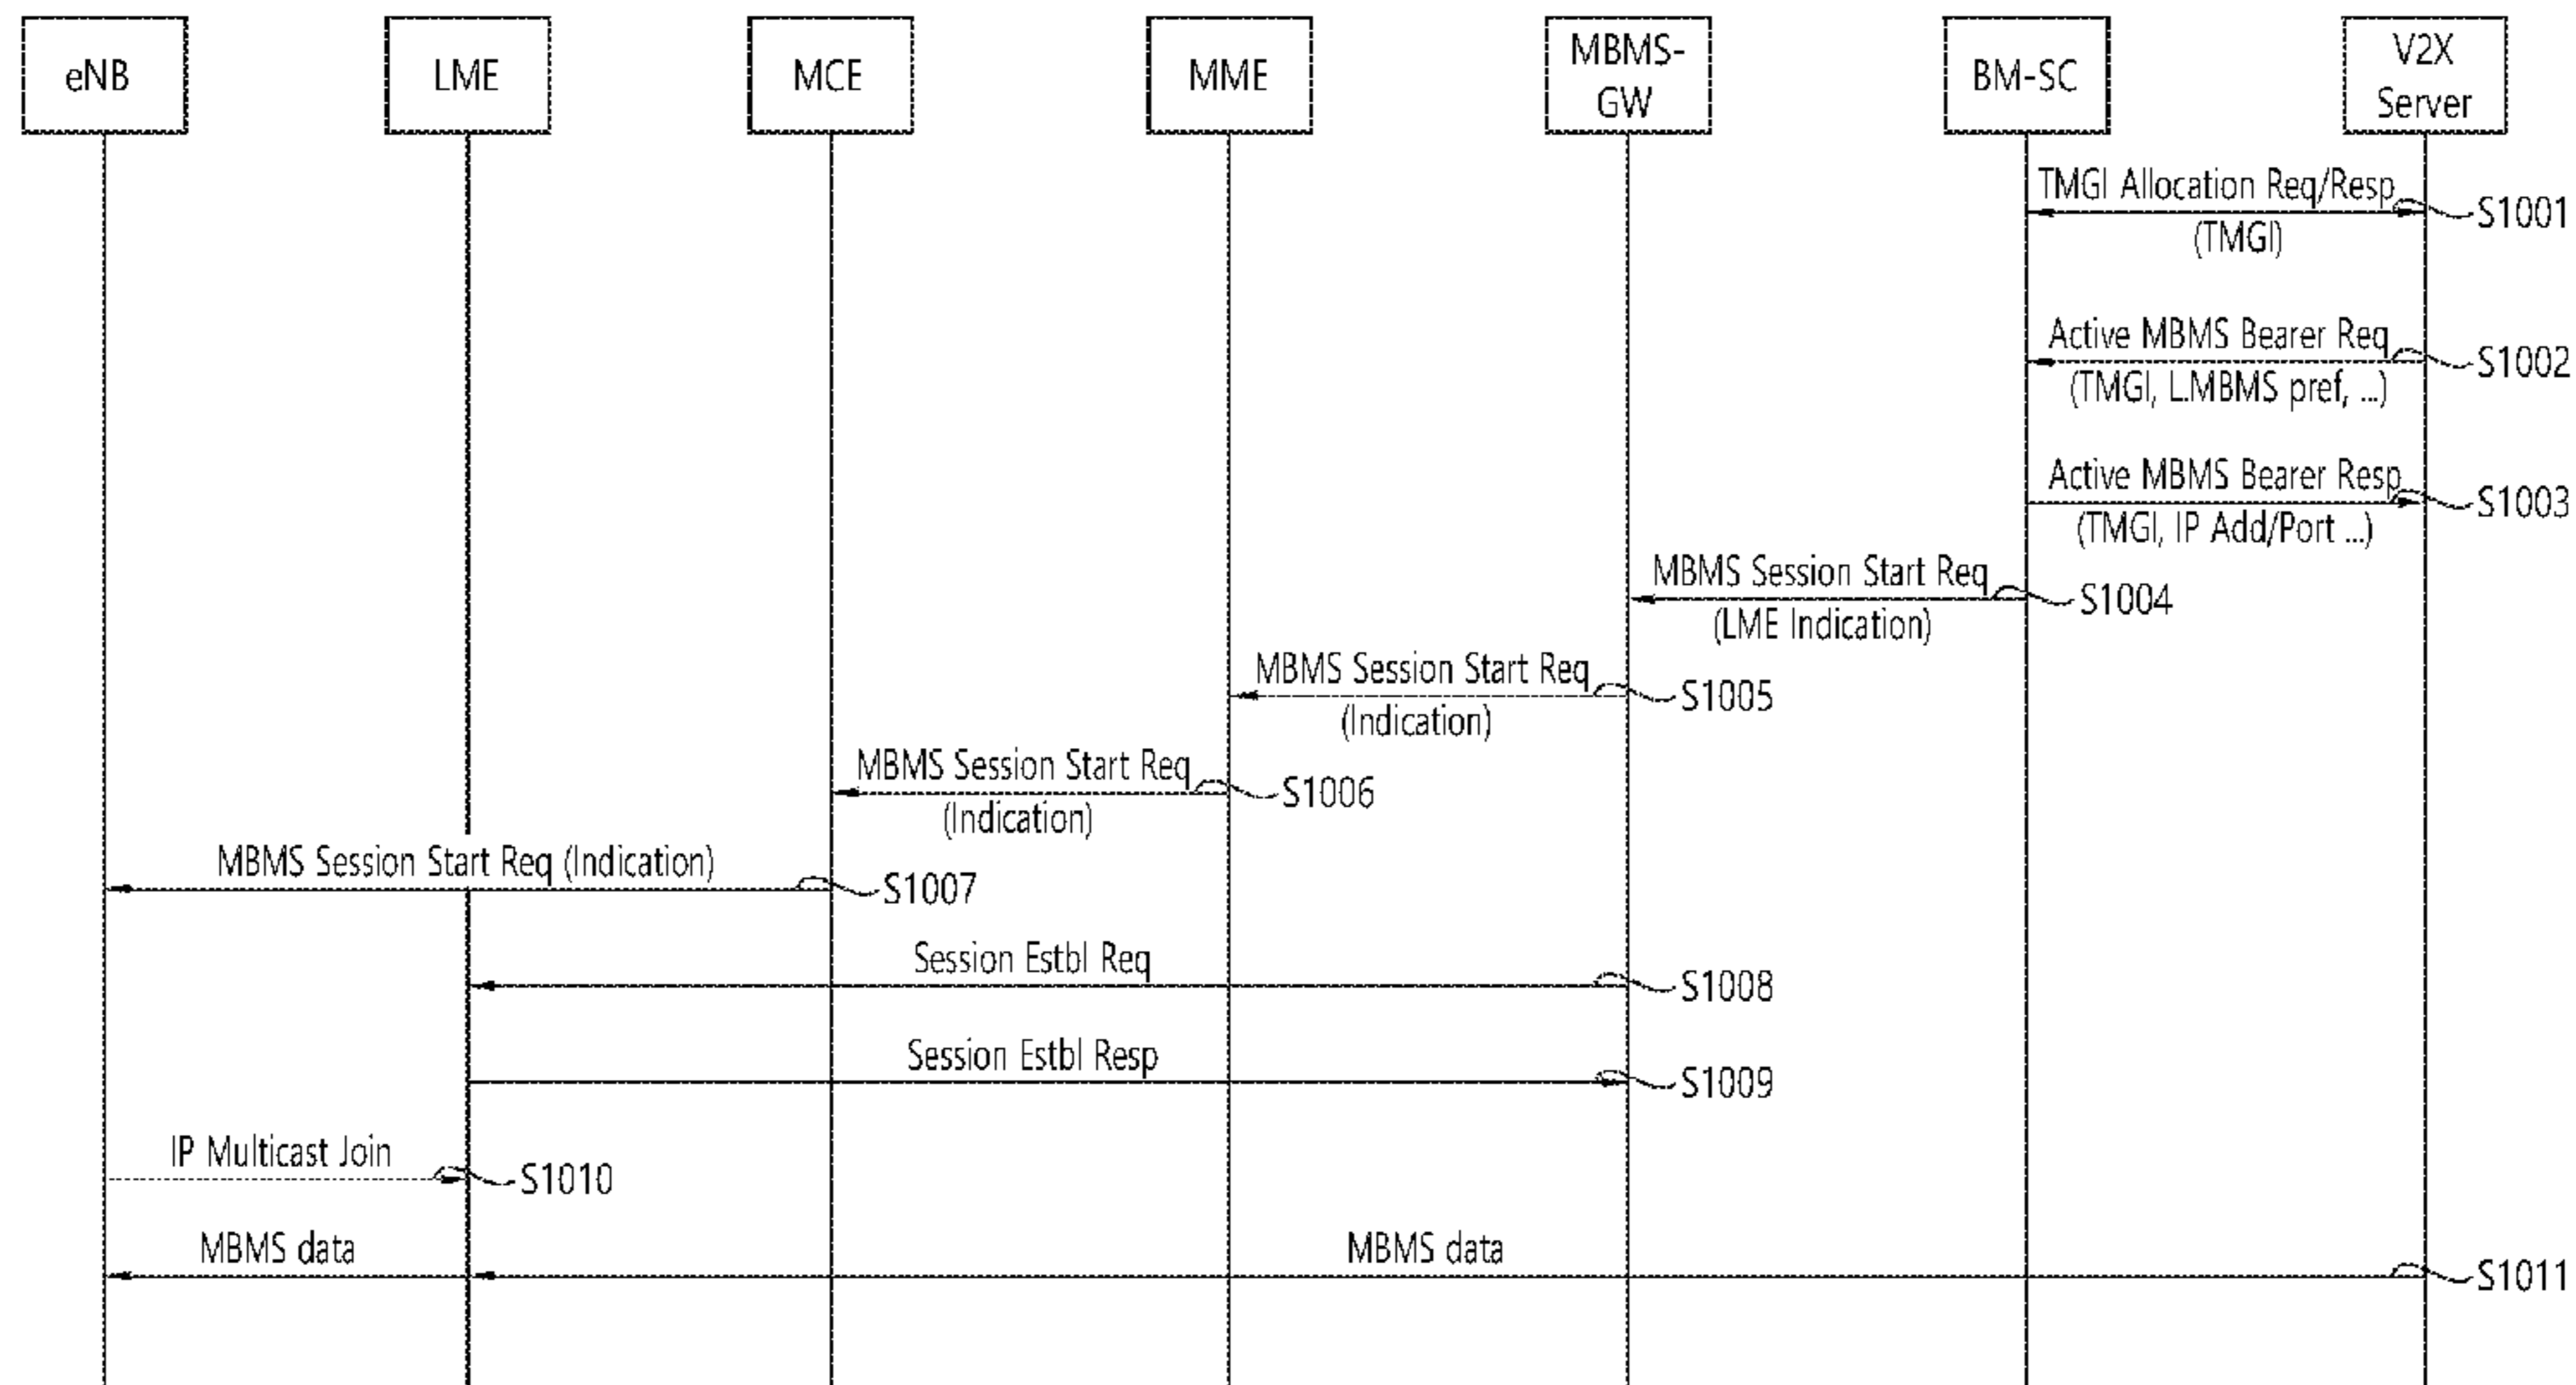 eNB
LME
MCE
MME
MBMS-
GW
BM-SC
V2X
Server
TMGI Allocation Req/Resp
S1001
(TMGI)
Active MBMS Bearer Req
S1002
(TMGI, L.MBMS pref, ...)
Active MBMS Bearer Resp
S1003
(TMGI, IP Add/Port ...)
MBMS Session Start Req
S1004
(LME Indication)
MBMS Session Start Req
S1005
(Indication)
MBMS Session Start Req
S1006
(Indication)
MBMS Session Start Req (Indication)
S1007
Session Estbl Req
S1008
Session Estbl Resp
S1009
IP Multicast Join
S1010
MBMS data
MBMS data
S1011